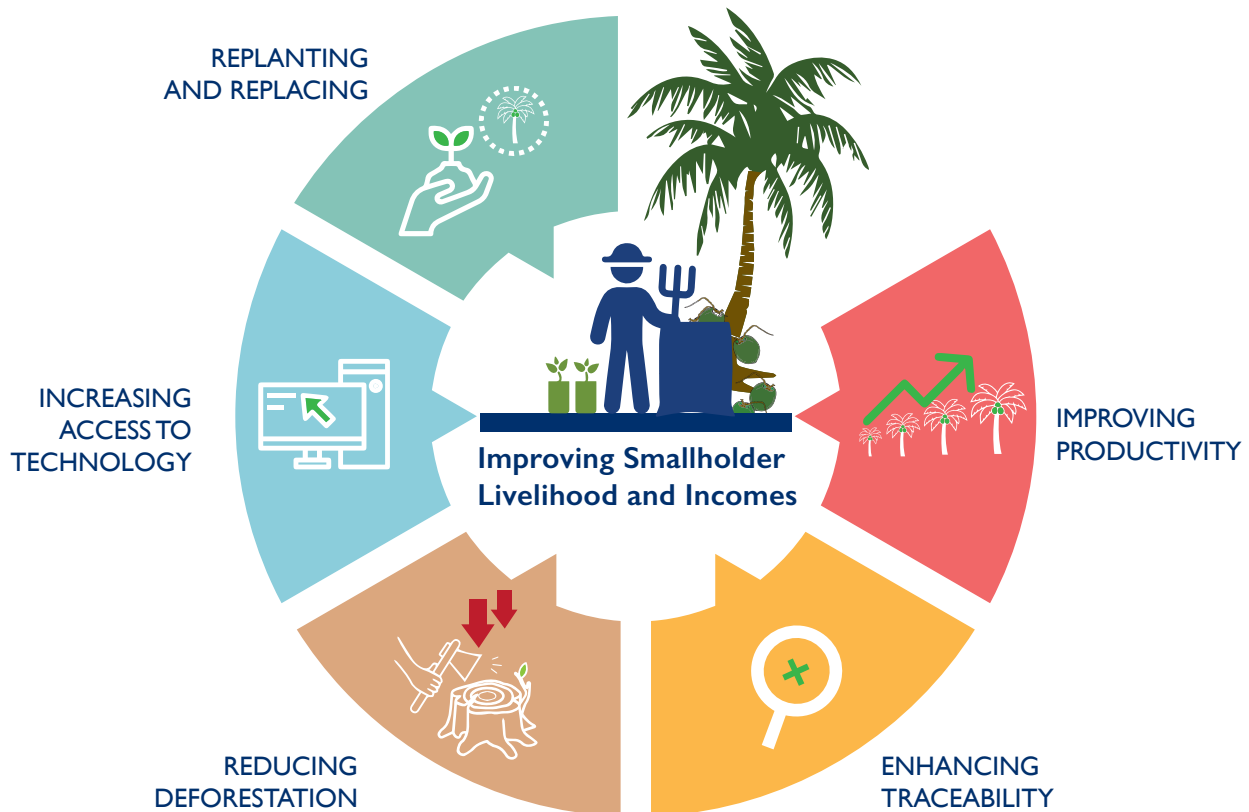 REPLANTING
AND REPLACING
INCREASING
ACCESS TO
TECHNOLOGY
IMPROVING
PRODUCTIVITY
Improving Smallholder
Livelihood and Incomes
REDUCING
DEFORESTATION
ENHANCING
TRACEABILITY